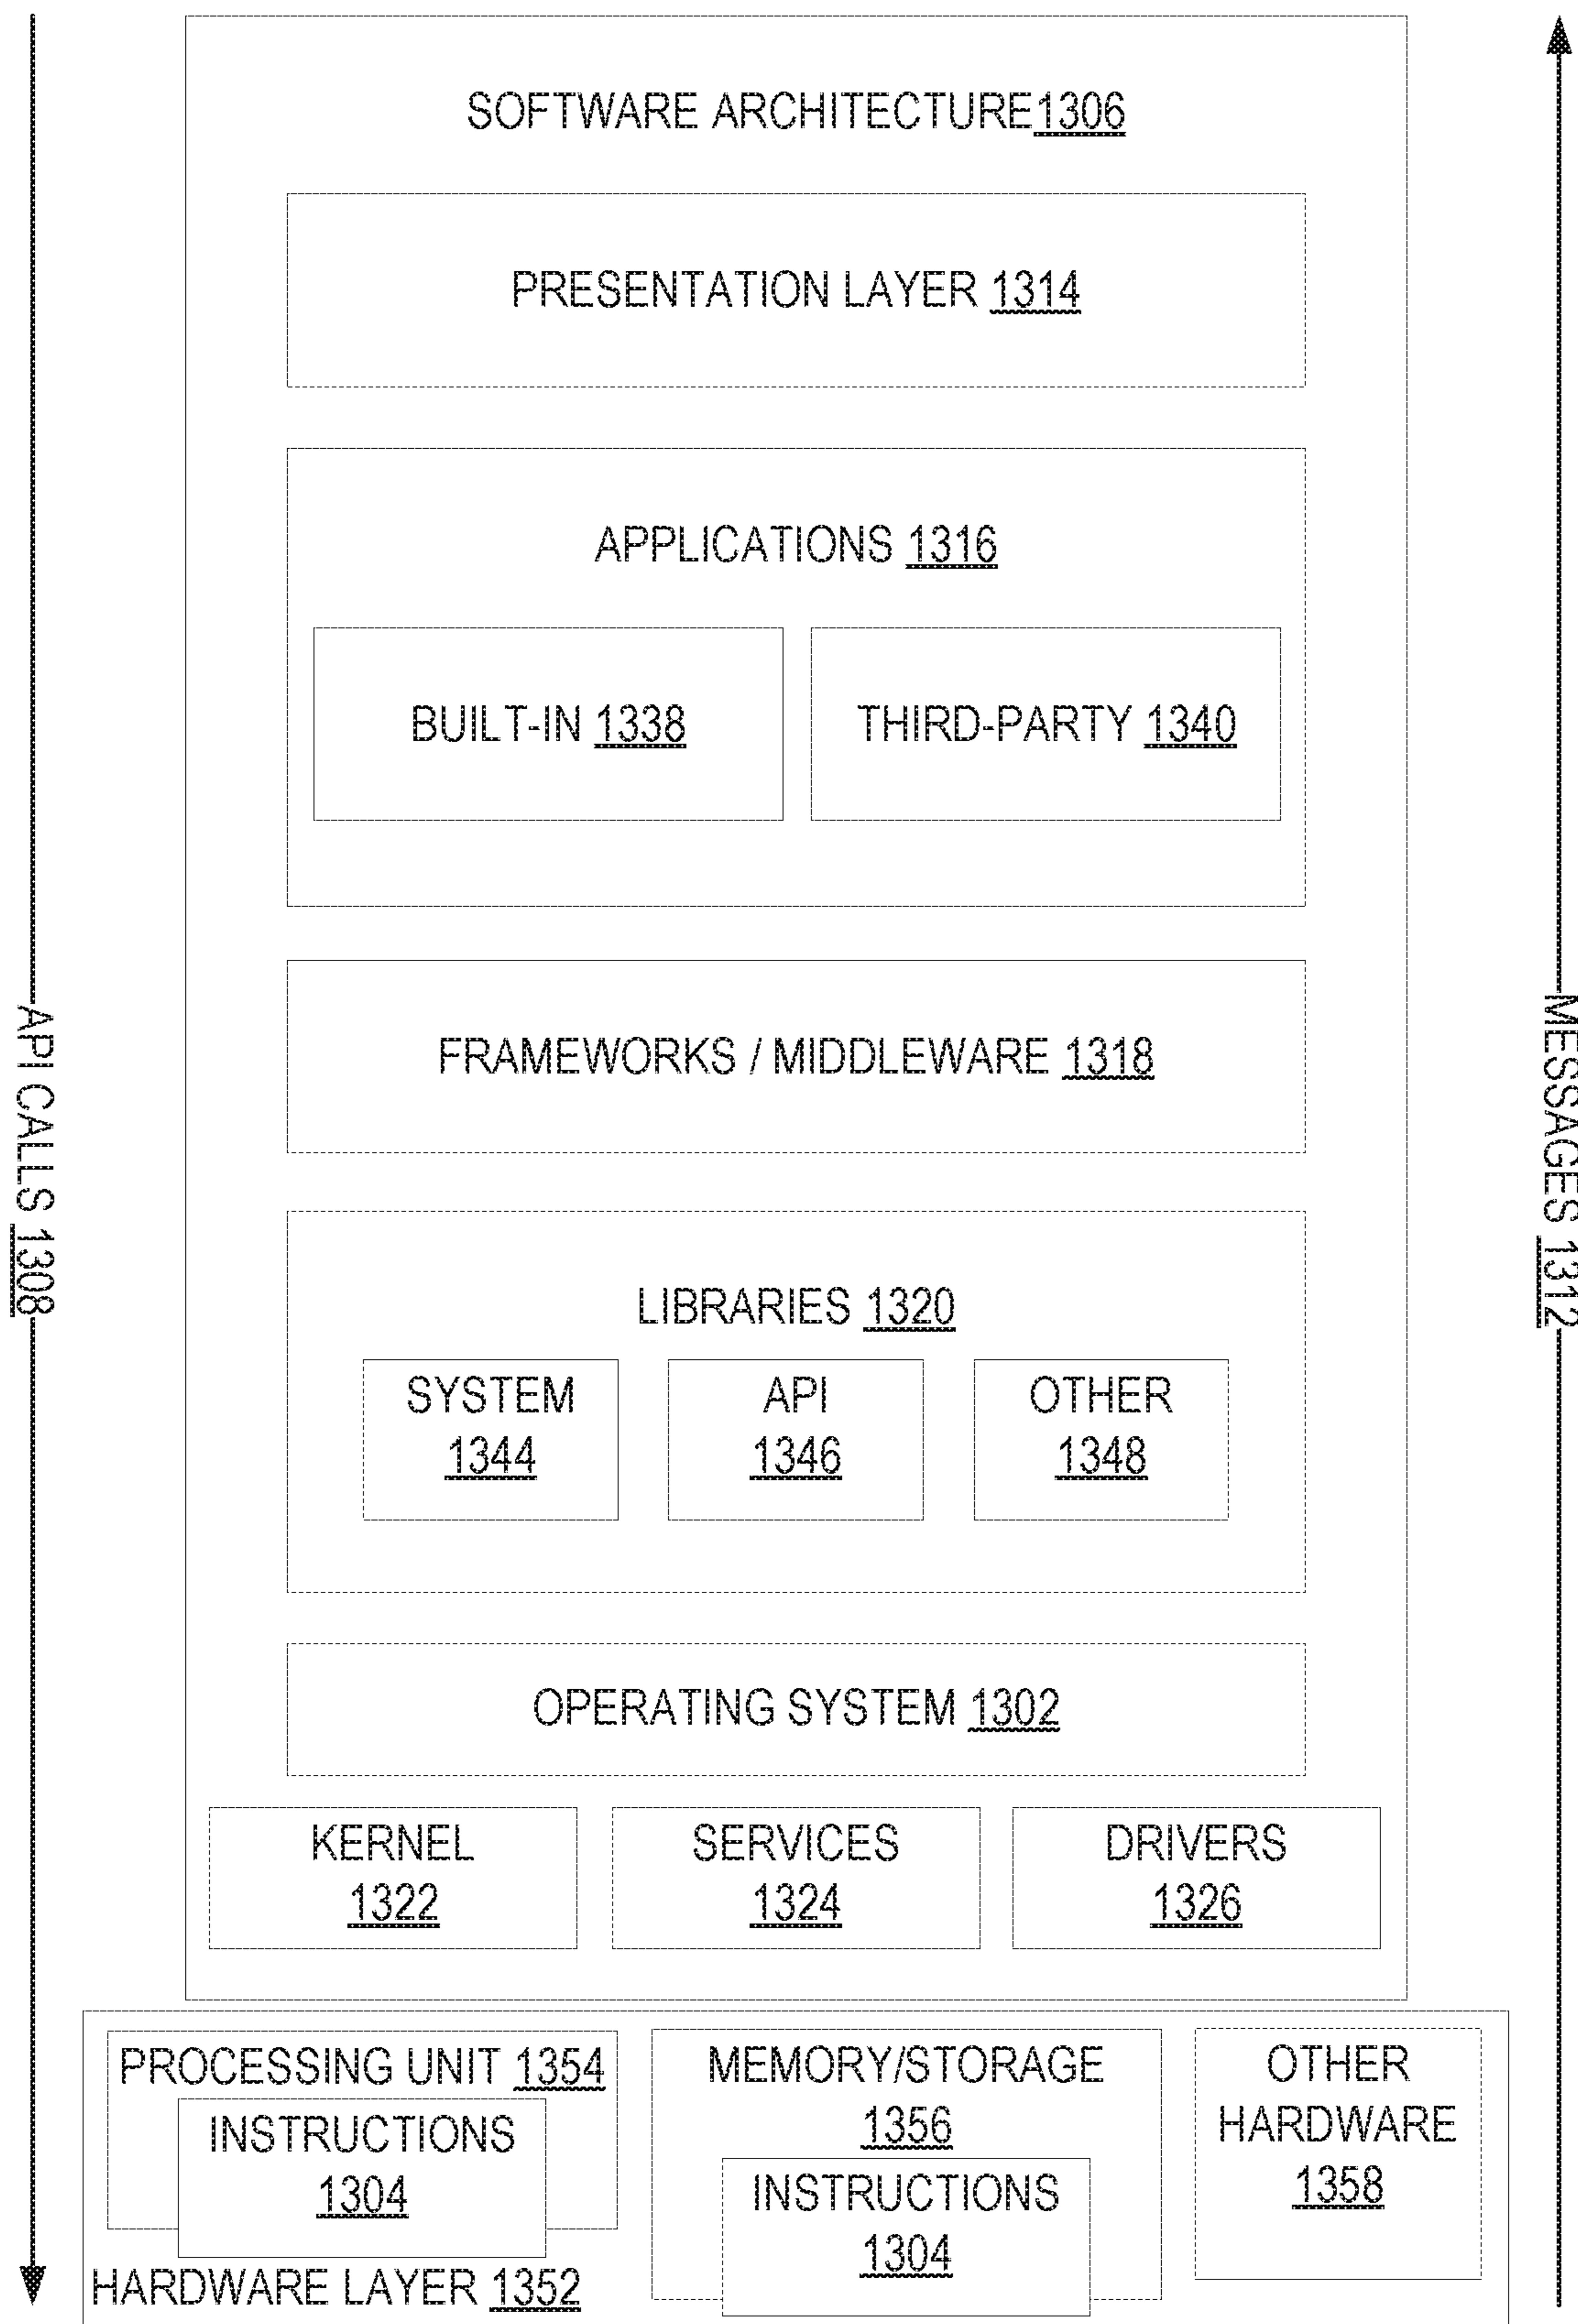 SOFTWARE ARCHITECTURE1306
PRESENTATION LAYER 1314
APPLICATIONS 1316
BUILT-IN 1338
THIRD-PARTY 1340
FRAMEWORKS / MIDDLEWARE 1318
API CALLS 1308
MESSAGES 1312
LIBRARIES 1320
SYSTEM
1344
API
1346
OTHER
1348
OPERATING SYSTEM 1302
KERNEL
1322
SERVICES
1324
DRIVERS
1326
PROCESSING UNIT 1354
INSTRUCTIONS
1304
MEMORY/STORAGE
1356
INSTRUCTIONS
1304
OTHER
HARDWARE
1358
HARDWARE LAYER 1352